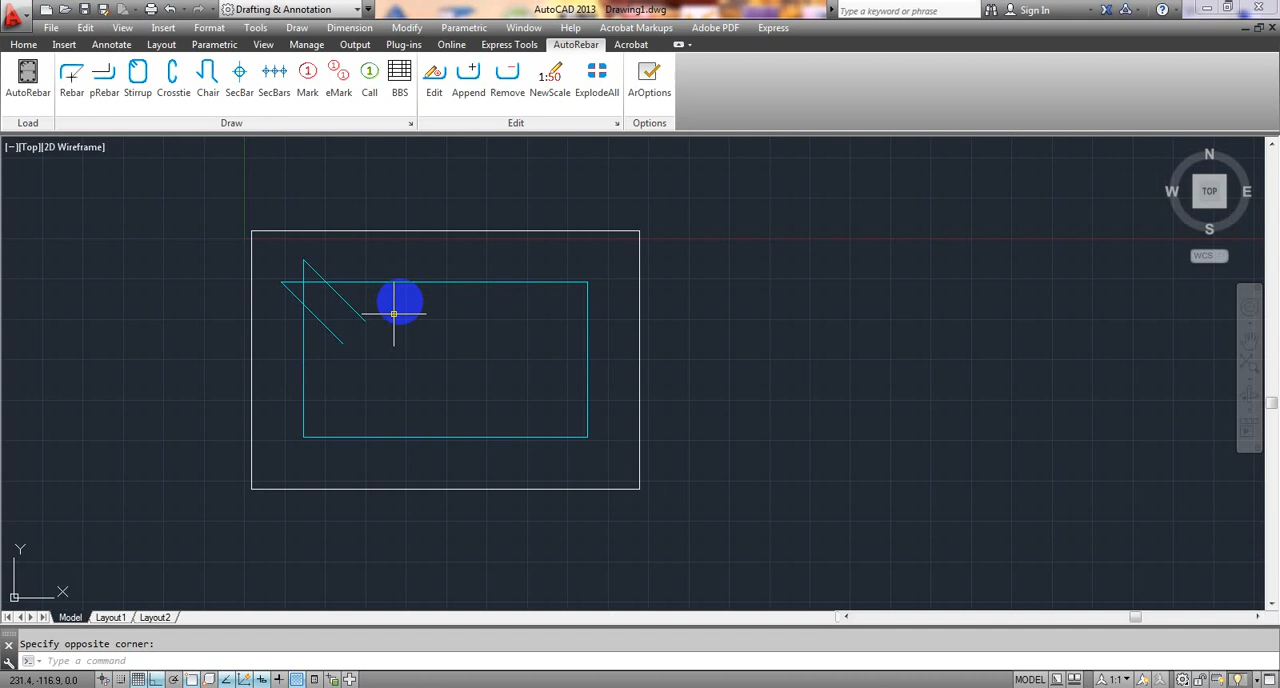 Drafting & Annotation
AutoCAD 2013 Drawing1.dwg
Type a keyword or phrase
Sign In
File Edit View Insert Format Tools Draw Dimension Modify Parametric Window Help Acrobat Markups Adobe PDF Express
Home Insert Annotate Layout Parametric View Manage Output Plug-ins Online Express Tools AutoRebar Acrobat
1 1 1 1 1:50
AutoRebar Rebar pRebar Stirrup Crosstie Chair SecBar SecBars Mark eMark Call BBS Edit Append Remove NewScale ExplodeAll ArOptions
Load Draw Edit Options
[−][Top][2D Wireframe]
N
W TOP E
S
WCS
Y
X
Model Layout1 Layout2
Specify opposite corner:
Type a command
231.4, -116.9, 0.0 MODEL 1:1